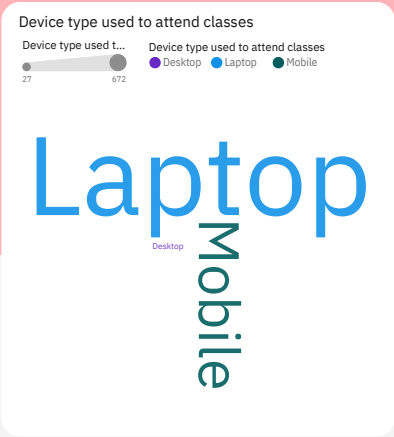 Device type used to attend classes
Device type used t...
27 672
Device type used to attend classes
Desktop Laptop Mobile
Laptop
Desktop
Mobile